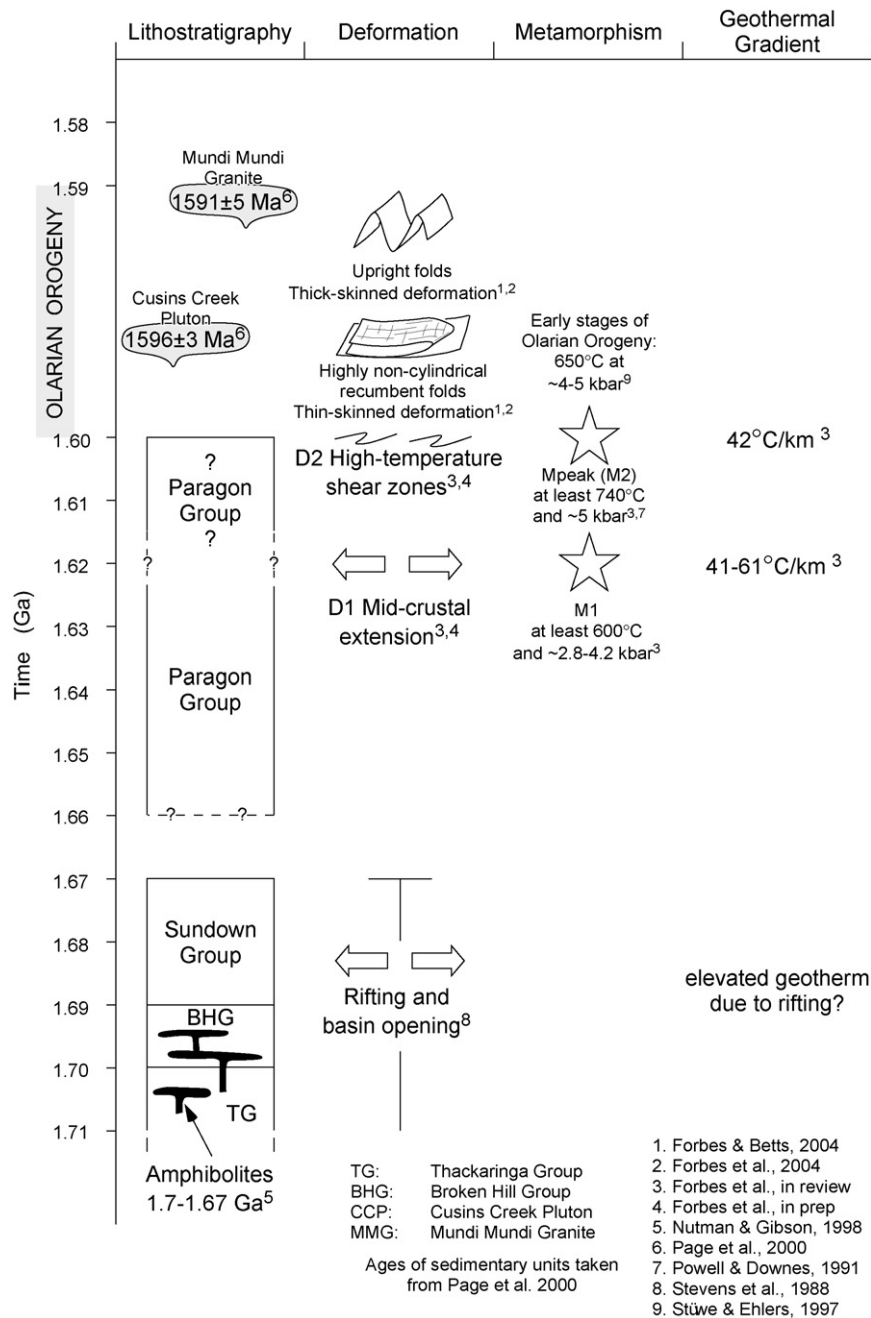 Lithostratigraphy
Deformation
Metamorphism
Geothermal
Gradient
Time (Ga)
OLARIAN OROGENY
1.58
1.59
1.60
1.61
1.62
1.63
1.64
1.65
1.66
1.67
1.68
1.69
1.70
1.71
Mundi Mundi
Granite
1591±5 Ma6
Cusins Creek
Pluton
1596±3 Ma6
?
Paragon
Group
?
? ?
Paragon
Group
? ?
Sundown
Group
BHG
TG
Amphibolites
1.7-1.67 Ga5
Upright folds
Thick-skinned deformation1,2
Highly non-cylindrical
recumbent folds
Thin-skinned deformation1,2
D2 High-temperature
shear zones3,4
D1 Mid-crustal
extension3,4
Rifting and
basin opening8
Early stages of
Olarian Orogeny:
650°C at
~4-5 kbar9
Mpeak (M2)
at least 740°C
and ~5 kbar3,7
M1
at least 600°C
and ~2.8-4.2 kbar3
42°C/km 3
41-61°C/km 3
elevated geotherm
due to rifting?
TG: Thackaringa Group
BHG: Broken Hill Group
CCP: Cusins Creek Pluton
MMG: Mundi Mundi Granite
Ages of sedimentary units taken
from Page et al. 2000
1. Forbes & Betts, 2004
2. Forbes et al., 2004
3. Forbes et al., in review
4. Forbes et al., in prep
5. Nutman & Gibson, 1998
6. Page et al., 2000
7. Powell & Downes, 1991
8. Stevens et al., 1988
9. Stüwe & Ehlers, 1997